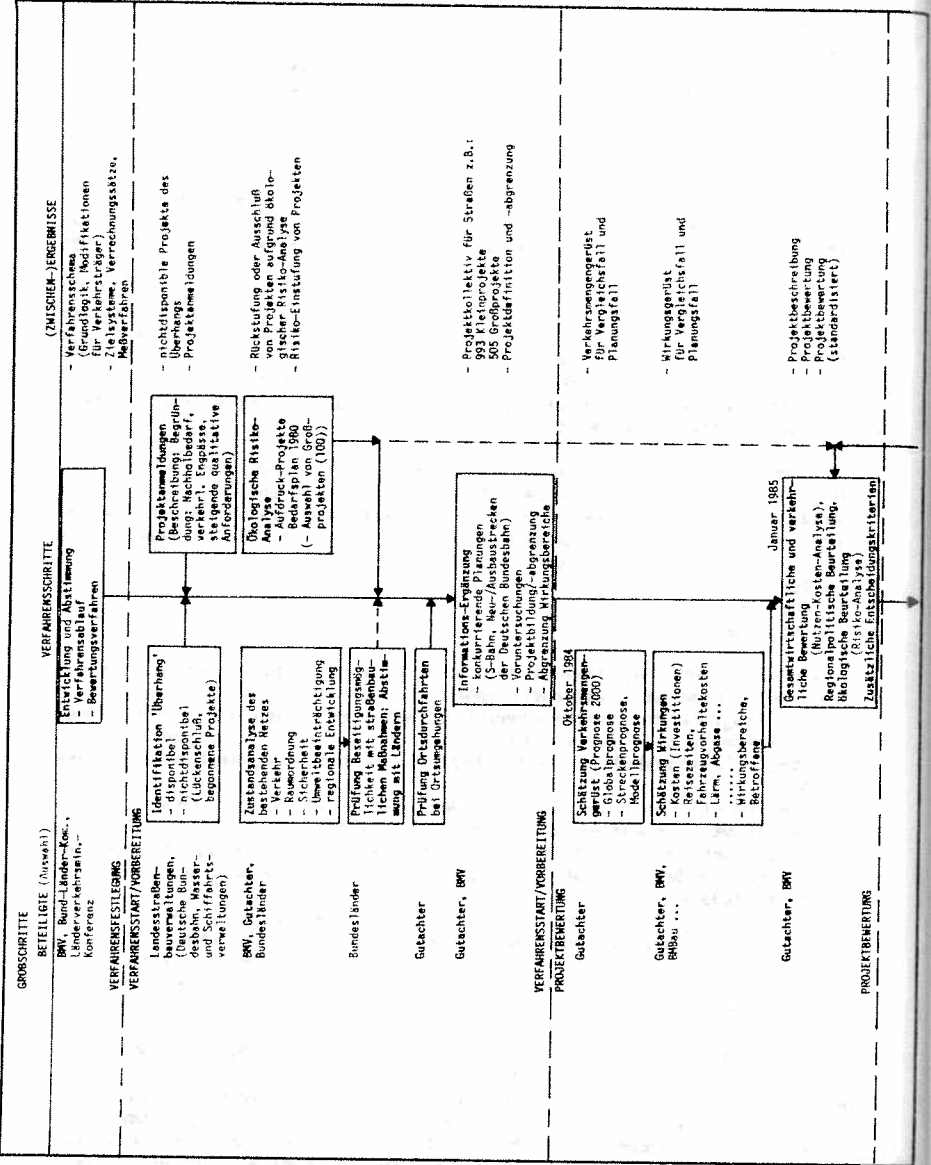 GROBSCHRITTE
BETEILIGTE (Auswahl)
VERFAHRENSSCHRITTE
(ZWISCHEN-)ERGEBNISSE
BMV, Bund-Länder-Kom.,
Länderverkehrsmin.-
Konferenz
Entwicklung und Abstimmung
- Verfahrensablauf
- Bewertungsverfahren
- Verfahrensschema
(Grundlogik, Modifikationen
für Verkehrsträger)
- Zielsysteme, Verrechnungssätze,
Meßverfahren
VERFAHRENSFESTLEGUNG
VERFAHRENSSTART/VORBEREITUNG
Landesstraßen-
bauverwaltungen,
(Deutsche Bun-
desbahn, Wasser-
und Schiffahrts-
verwaltungen)
Identifikation 'Überhang'
- disponibel
- nichtdisponibel
(Lückenschluß,
begonnene Projekte)
Projektanmeldungen
(Beschreibung: Begrün-
dung: Nachholbedarf,
verkehrl. Engpässe,
steigende qualitative
Anforderungen)
- nichtdisponible Projekte des
Überhangs
- Projektanmeldungen
BMV, Gutachter,
Bundesländer
Zustandsanalyse des
bestehenden Netzes
- Verkehr
- Raumordnung
- Sicherheit
- Umweltbeeinträchtigung
- regionale Entwicklung
Ökologische Risiko-
Analyse
- Aufdruck-Projekte
Bedarfsplan 1980
(- Auswahl von Groß-
projekten (100))
- Rückstufung oder Ausschluß
von Projekten aufgrund ökolo-
gischer Risiko-Analyse
- Risiko-Einstufung von Projekten
Bundesländer
Prüfung Beseitigungsmög-
lichkeit mit straßenbau-
lichen Maßnahmen: Abstim-
mung mit Ländern
Gutachter
Prüfung Ortsdurchfahrten
bei Ortsumgehungen
Gutachter, BMV
Informations-Ergänzung
- konkurrierende Planungen
(S-Bahn, Neu-/Ausbaustrecken
der Deutschen Bundesbahn)
- Voruntersuchungen
- Projektbildung/-abgrenzung
- Abgrenzung Wirkungsbereiche
- Projektkollektiv für Straßen z.B.:
993 Kleinprojekte
505 Großprojekte
- Projektdefinition und -abgrenzung
VERFAHRENSSTART/VORBEREITUNG
PROJEKTBEWERTUNG
Gutachter
Oktober 1984
Schätzung Verkehrsmengen-
gerüst (Prognose 2000)
- Globalprognose
- Streckenprognose,
Modellprognose
- Verkehrsmengengerüst
für Vergleichsfall und
Planungsfall
Gutachter, BMV,
BMBau ...
Schätzung Wirkungen
- Kosten (Investitionen)
- Reisezeiten,
Fahrzeugvorhaltekosten
- Lärm, Abgase ...
- ......
- Wirkungsbereiche,
Betroffene
- Wirkungsgerüst
für Vergleichsfall und
Planungsfall
Gutachter, BMV
Januar 1985
Gesamtwirtschaftliche und verkehr-
liche Bewertung
(Nutzen-Kosten-Analyse),
Regionalpolitische Beurteilung,
ökologische Beurteilung
(Risiko-Analyse)
Zusätzliche Entscheidungskriterien
- Projektbeschreibung
- Projektbewertung
- Projektbewertung
(standardisiert)
PROJEKTBEWERTUNG